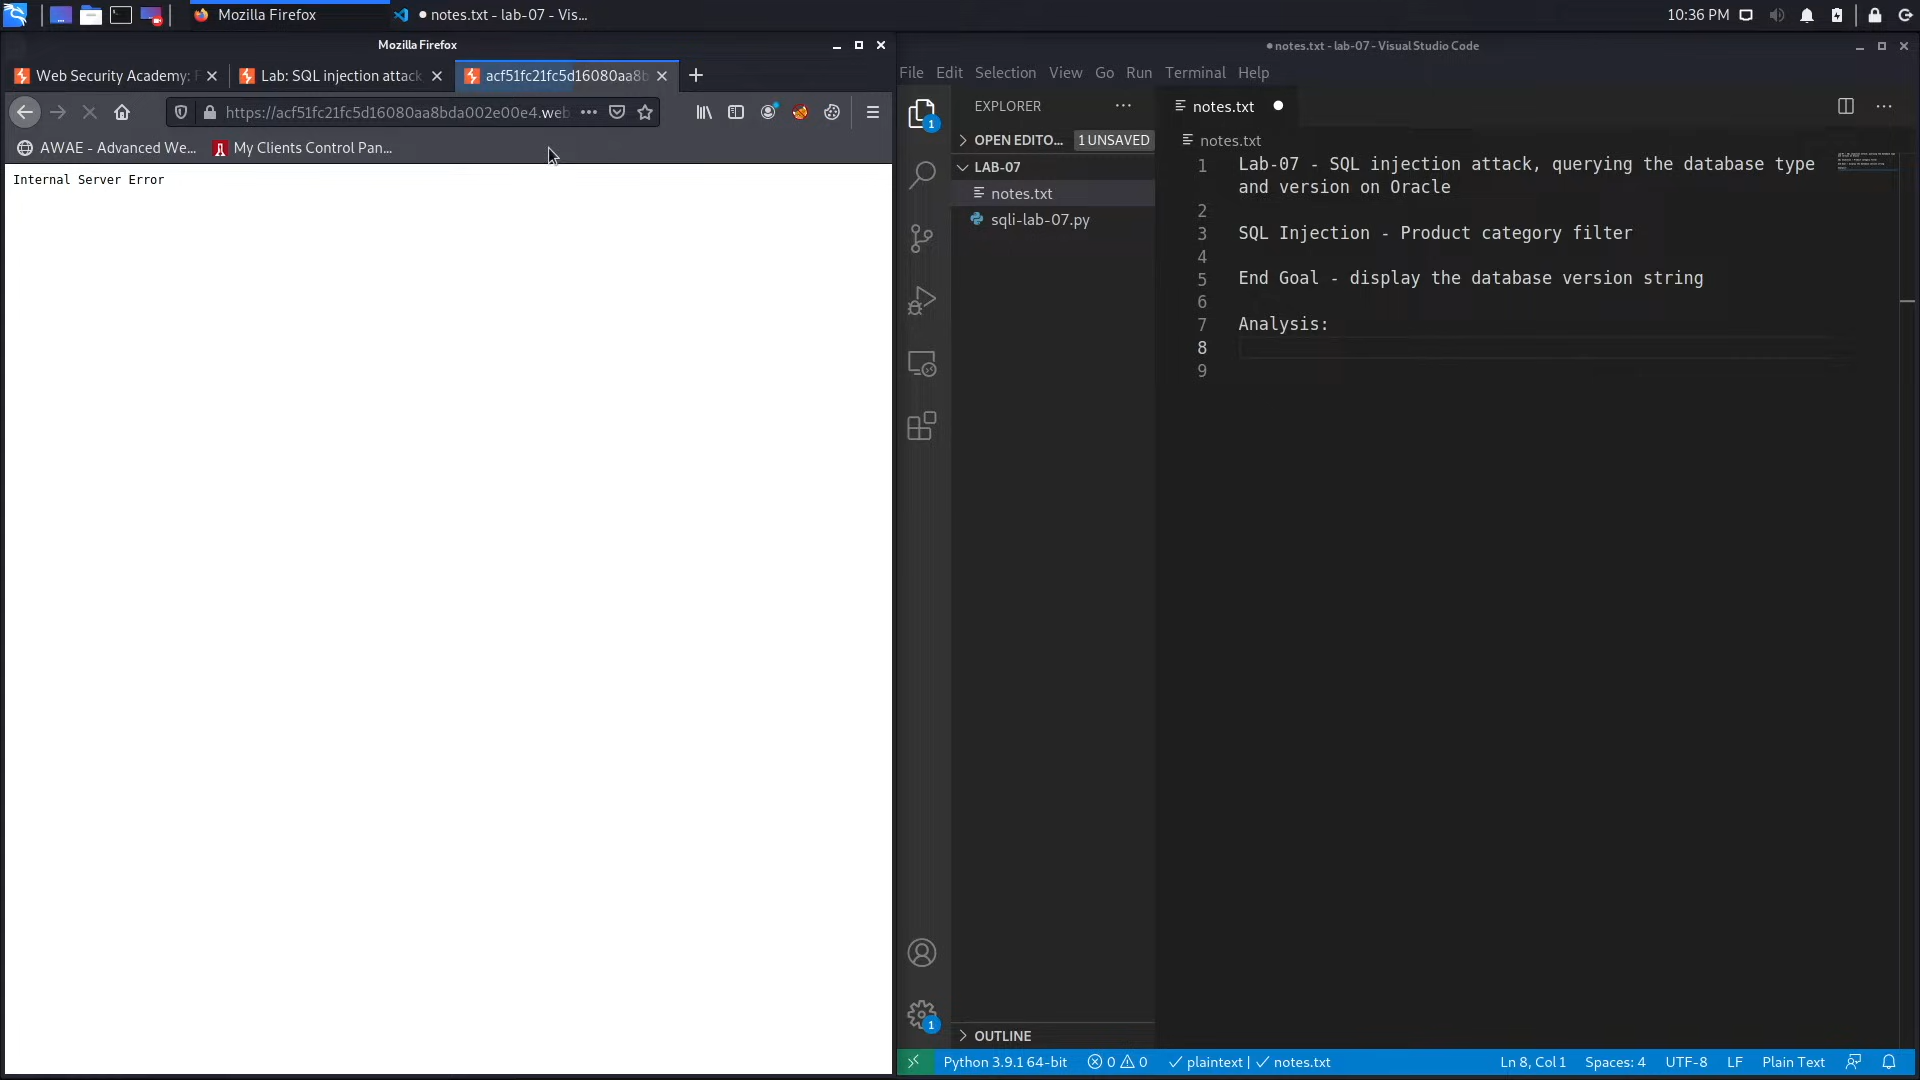 Mozilla Firefox
notes.txt - lab-07 - Vis...
10:36 PM
Mozilla Firefox
Web Security Academy:
Lab: SQL injection attack
acf51fc21fc5d16080aa8b
https://acf51fc21fc5d16080aa8bda002e00e4.web
AWAE - Advanced We...
My Clients Control Pan...
Internal Server Error
notes.txt - lab-07 - Visual Studio Code
File Edit Selection View Go Run Terminal Help
EXPLORER
1
OPEN EDITO...
1 UNSAVED
LAB-07
notes.txt
sqli-lab-07.py
OUTLINE
1
notes.txt
notes.txt
1 Lab-07 - SQL injection attack, querying the database type
and version on Oracle
2
3 SQL Injection - Product category filter
4
5 End Goal - display the database version string
6
7 Analysis:
8
9
Python 3.9.1 64-bit
0 0
plaintext | notes.txt
Ln 8, Col 1
Spaces: 4
UTF-8
LF
Plain Text